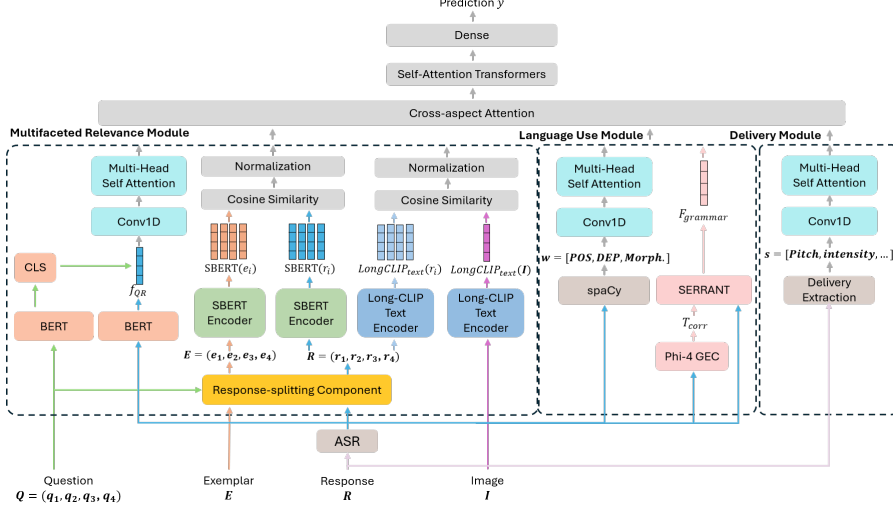 Prediction y
Dense
Self-Attention Transformers
Cross-aspect Attention
Multifaceted Relevance Module
Language Use Module
Delivery Module
Multi-Head
Self Attention
Conv1D
CLS
f_QR
BERT
BERT
Normalization
Cosine Similarity
SBERT(e_i)
SBERT(r_i)
SBERT
Encoder
SBERT
Encoder
E = (e_1, e_2, e_3, e_4)
R = (r_1, r_2, r_3, r_4)
Normalization
Cosine Similarity
LongCLIP_text(r_i)
LongCLIP_text(I)
Long-CLIP
Text
Encoder
Long-CLIP
Text
Encoder
Response-splitting Component
Multi-Head
Self Attention
Conv1D
w = [POS, DEP, Morph.]
spaCy
F_grammar
SERRANT
T_corr
Phi-4 GEC
Multi-Head
Self Attention
Conv1D
s = [Pitch, intensity, ...]
Delivery
Extraction
ASR
Question
Q = (q_1, q_2, q_3, q_4)
Exemplar
E
Response
R
Image
I